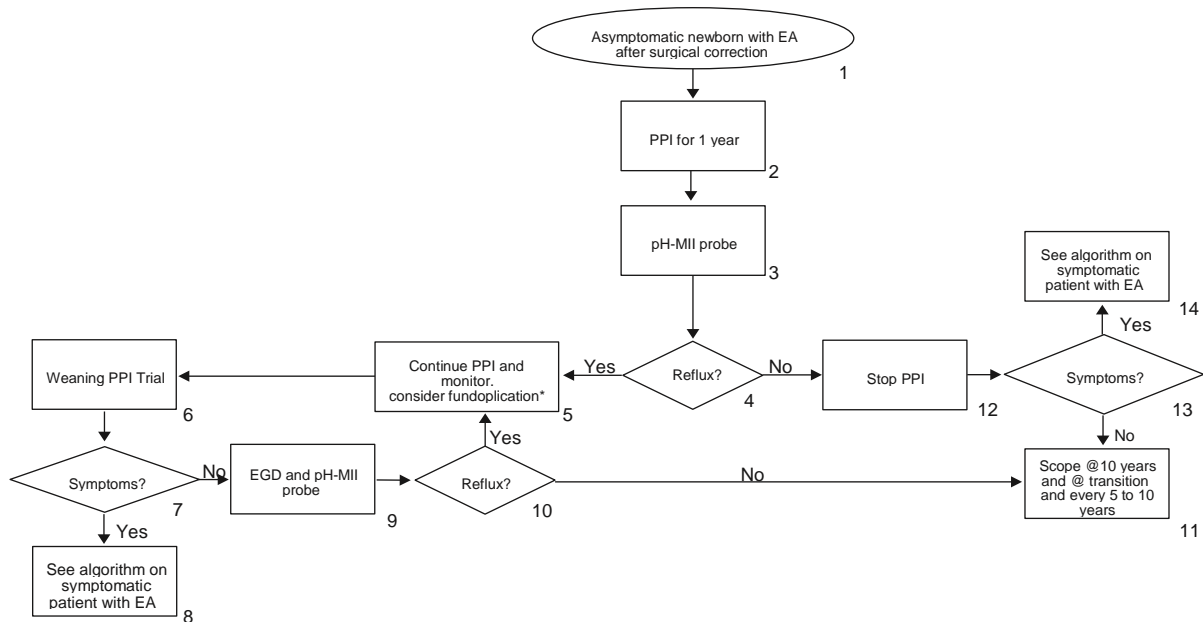 Asymptomatic newborn with EA
after surgical correction
1
PPI for 1 year
2
pH-MII probe
3
Reflux?
4
Yes
No
Continue PPI and
monitor.
consider fundoplication*
5
Weaning PPI Trial
6
Symptoms?
7
Yes
No
See algorithm on
symptomatic
patient with EA
8
EGD and pH-MII
probe
9
Reflux?
10
Yes
No
Scope @10 years
and @ transition
and every 5 to 10
years
11
Stop PPI
12
Symptoms?
13
Yes
No
See algorithm on
symptomatic
patient with EA
14